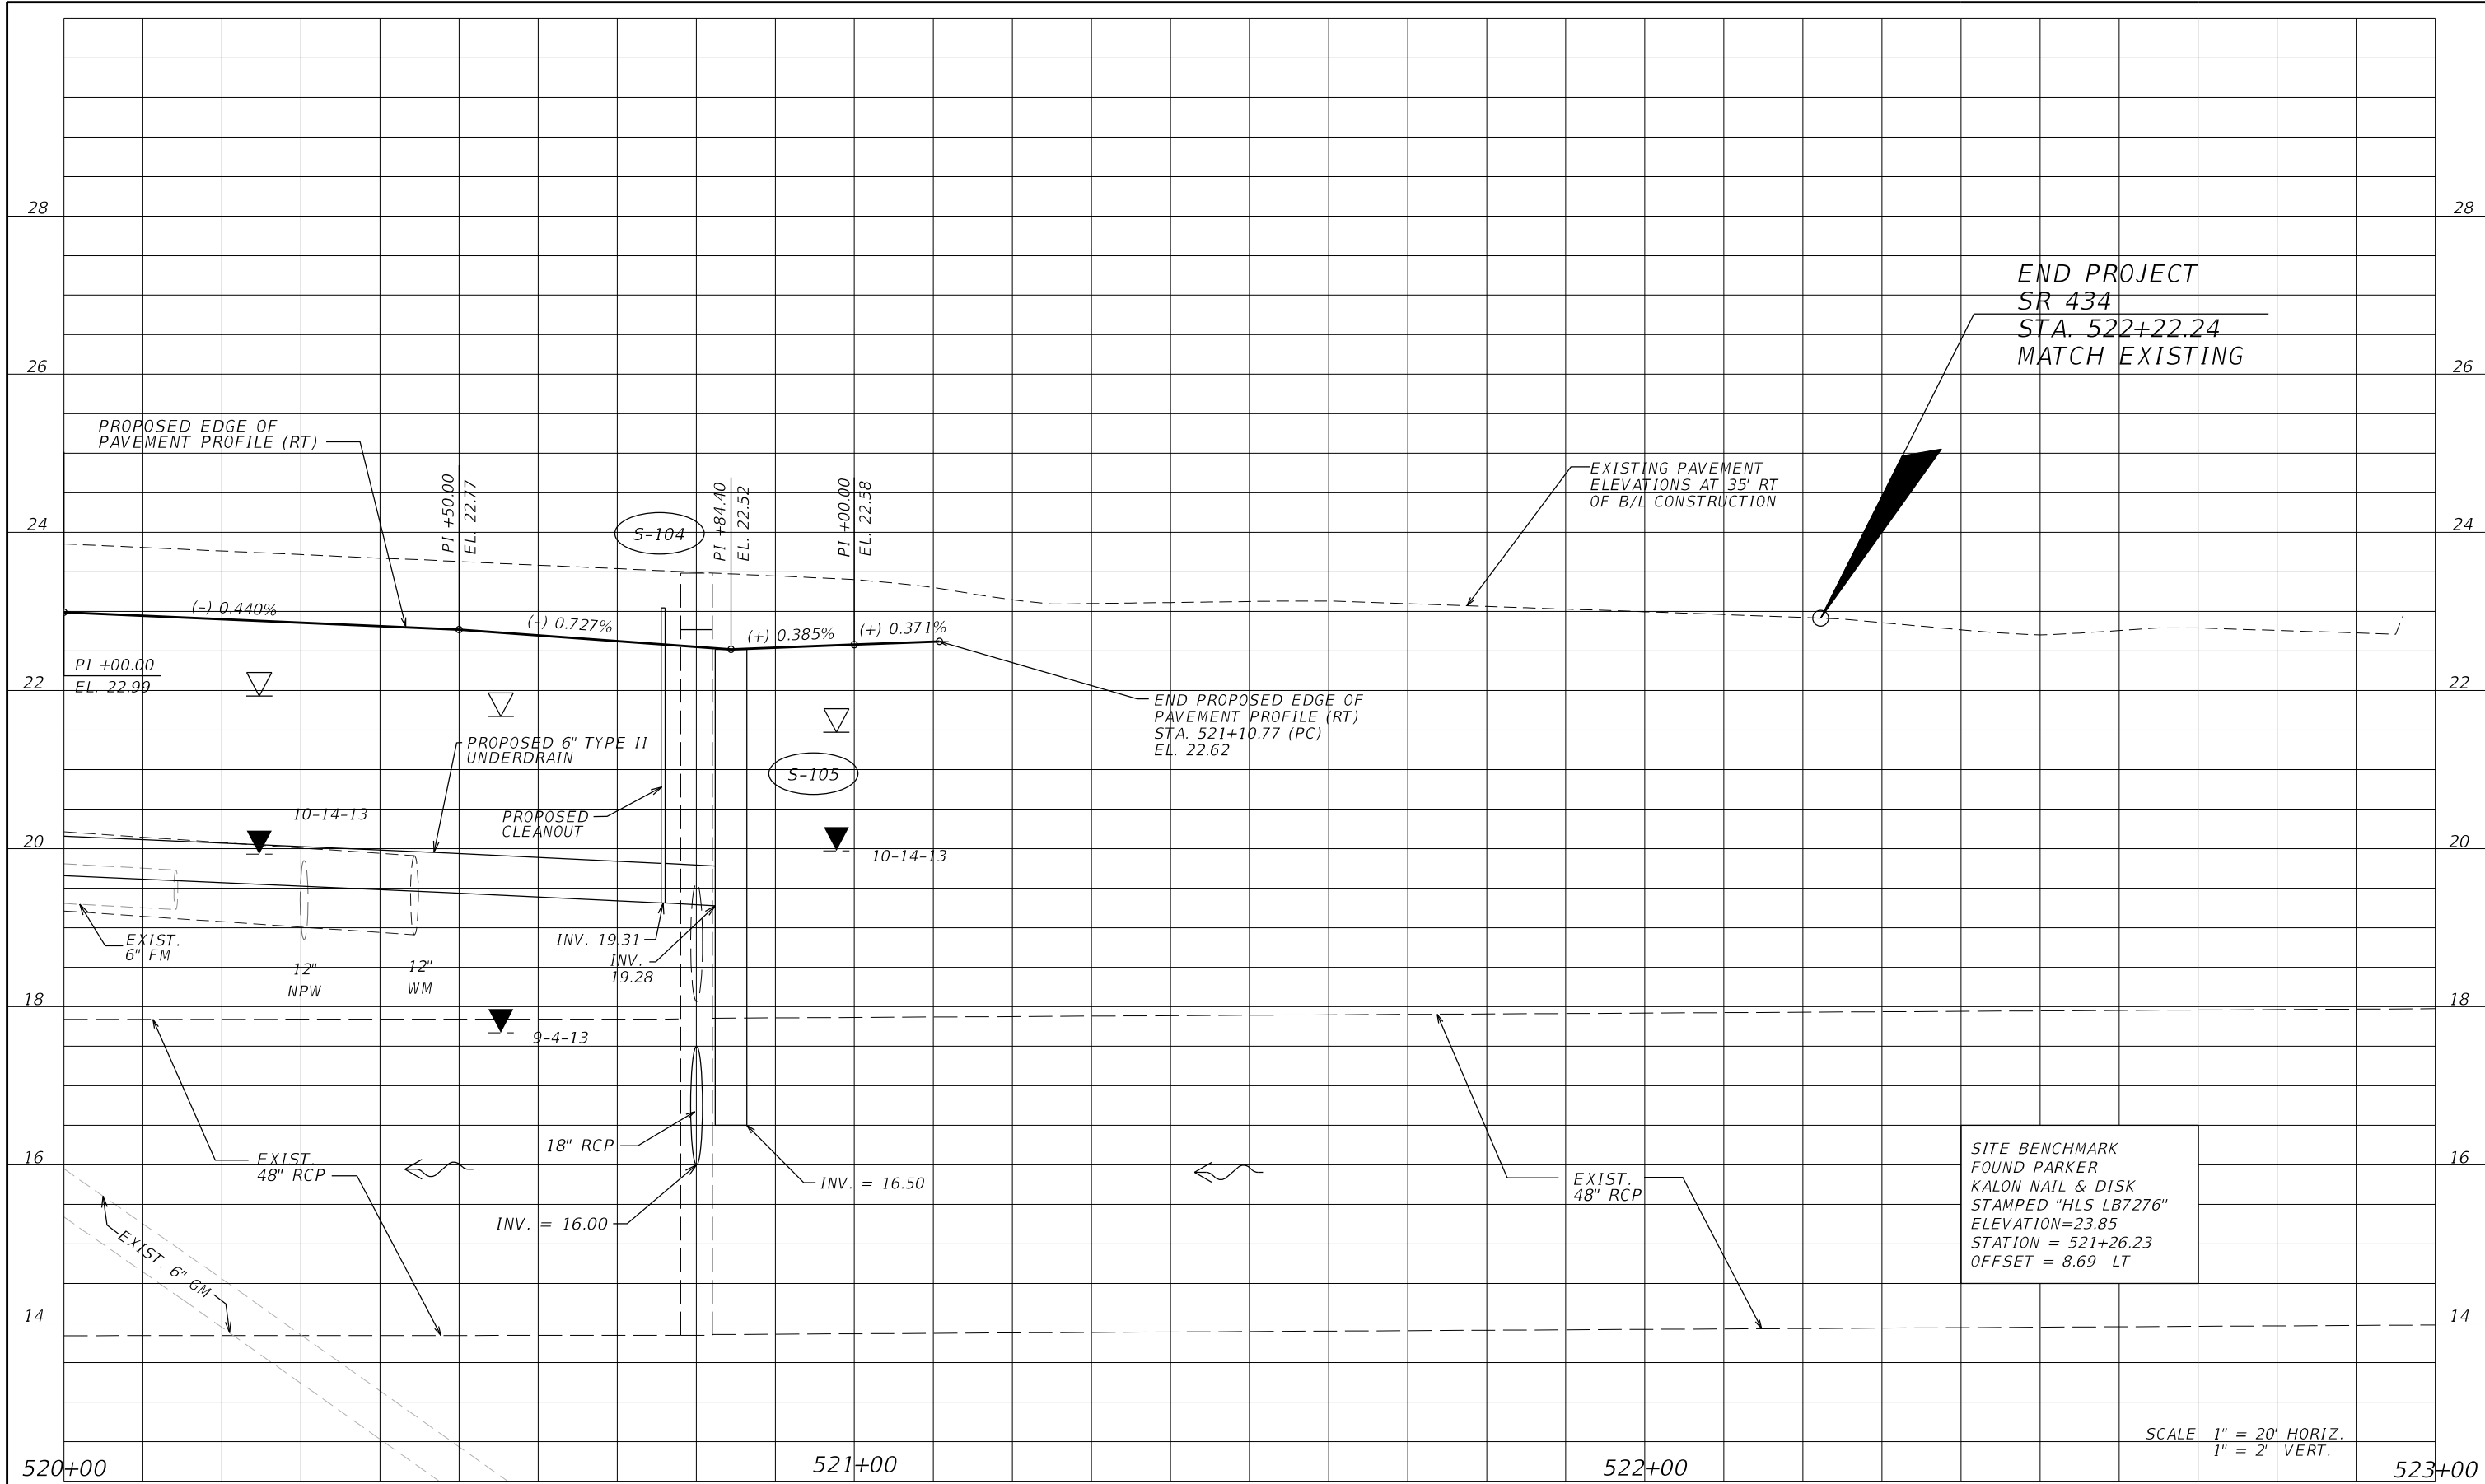 28
28
END PROJECT
SR 434
STA. 522+22.24
MATCH EXISTING
26
26
PROPOSED EDGE OF
PAVEMENT PROFILE (RT)
PI +50.00
EL. 22.77
S-104
PI +84.40
EL. 22.52
PI +00.00
EL. 22.58
EXISTING PAVEMENT
ELEVATIONS AT 35' RT
OF B/L CONSTRUCTION
24
24
(-) 0.440%
(-) 0.727%
(+) 0.385%
(+) 0.371%
PI +00.00
EL. 22.99
22
22
END PROPOSED EDGE OF
PAVEMENT PROFILE (RT)
STA. 521+10.77 (PC)
EL. 22.62
PROPOSED 6" TYPE II
UNDERDRAIN
S-105
10-14-13
PROPOSED
CLEANOUT
20
10-14-13
20
EXIST.
6" FM
INV. 19.31
INV.
19.28
12"
NPW
12"
WM
18
18
9-4-13
18" RCP
EXIST.
48" RCP
INV. = 16.50
EXIST.
48" RCP
16
16
INV. = 16.00
SITE BENCHMARK
FOUND PARKER
KALON NAIL & DISK
STAMPED "HLS LB7276"
ELEVATION=23.85
STATION = 521+26.23
OFFSET = 8.69 LT
EXIST. 6" GM
14
14
SCALE 1" = 20' HORIZ.
1" = 2' VERT.
520+00
521+00
522+00
523+00